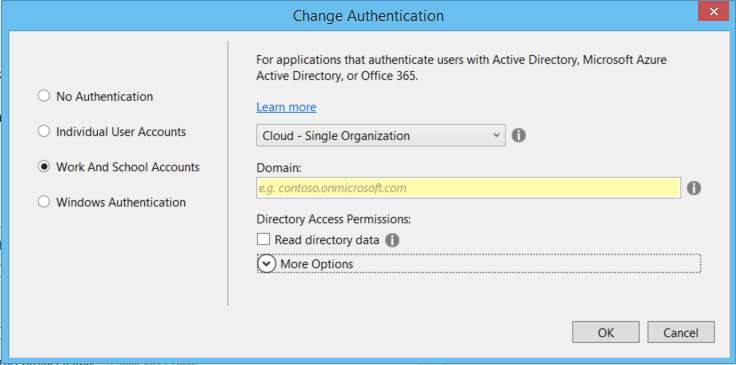 Change Authentication
No Authentication
Individual User Accounts
Work And School Accounts
Windows Authentication
For applications that authenticate users with Active Directory, Microsoft Azure
Active Directory, or Office 365.
Learn more
Cloud - Single Organization
Domain:
e.g. contoso.onmicrosoft.com
Directory Access Permissions:
Read directory data
More Options
OK
Cancel